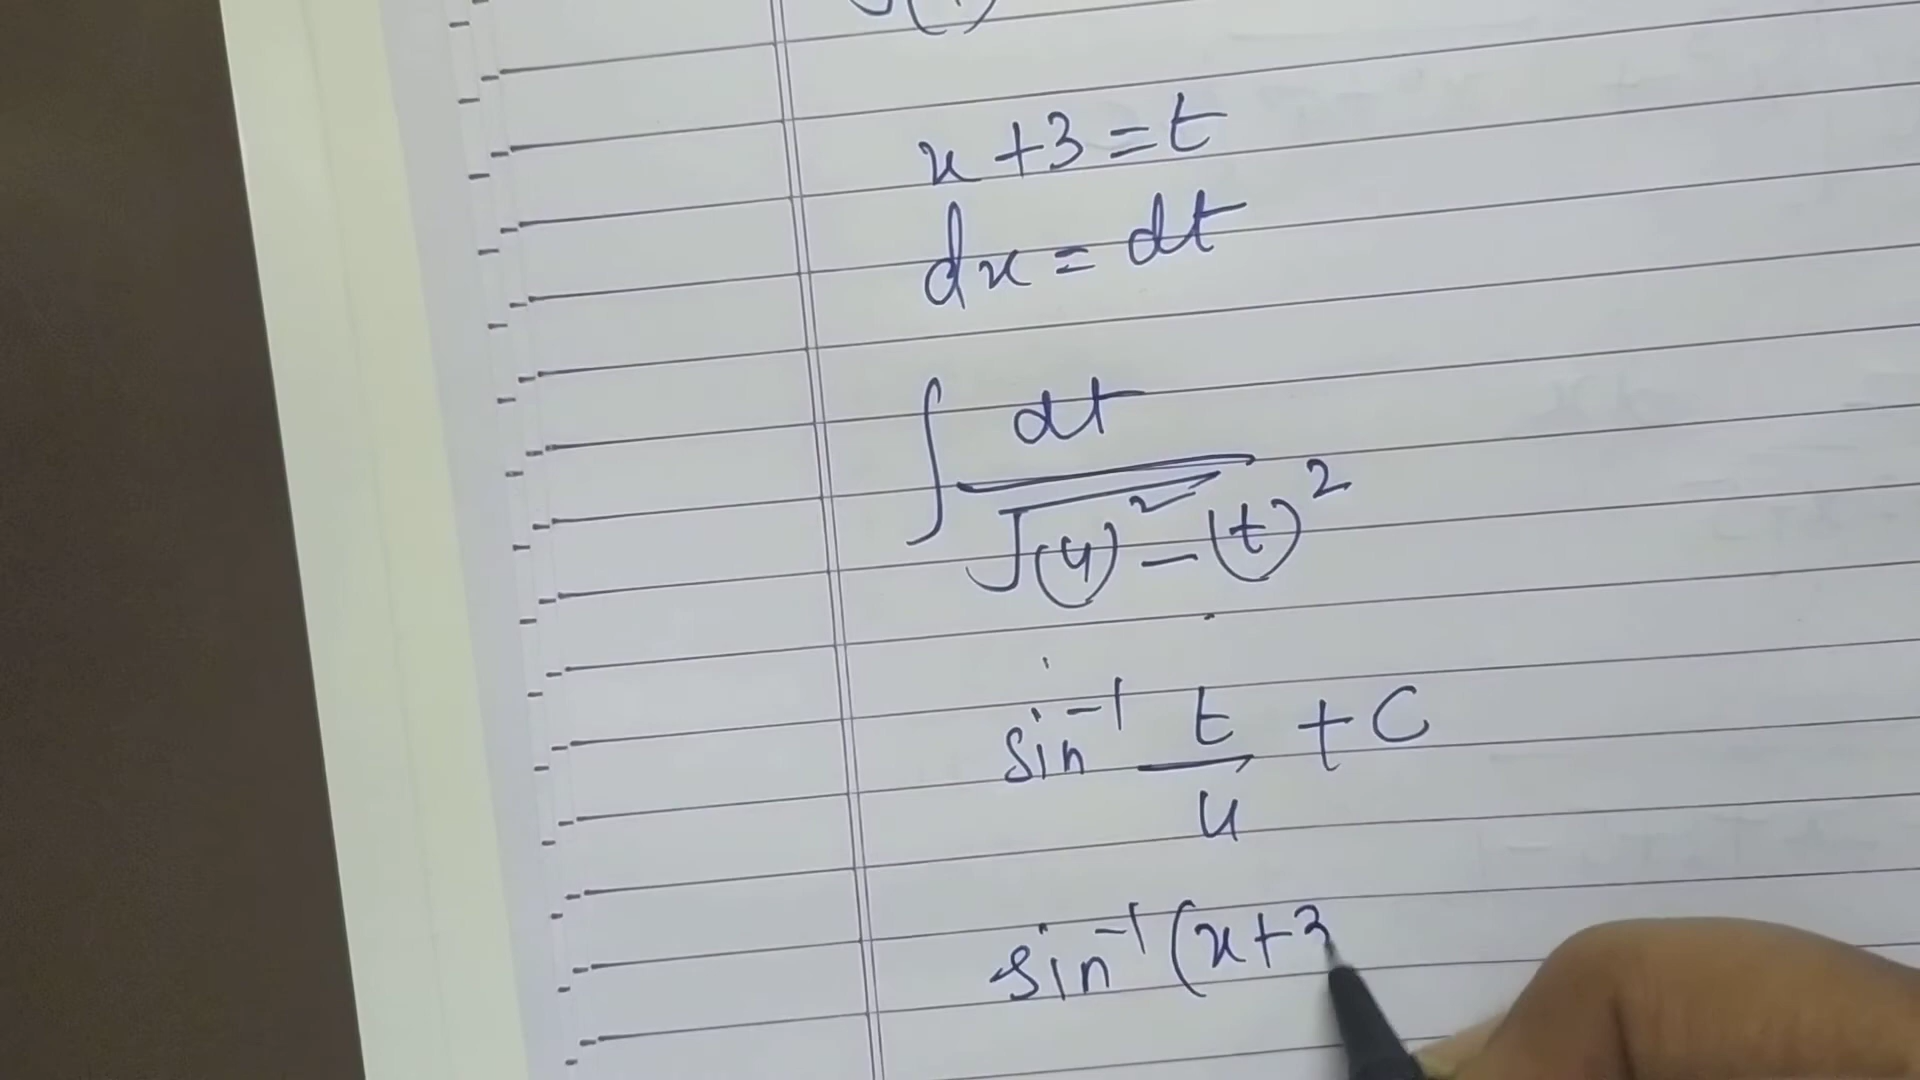 x + 3 = t
dx = dt
∫ dt / √(4)² - (t)²
sin⁻¹ t/4 + C
sin⁻¹ (x+3